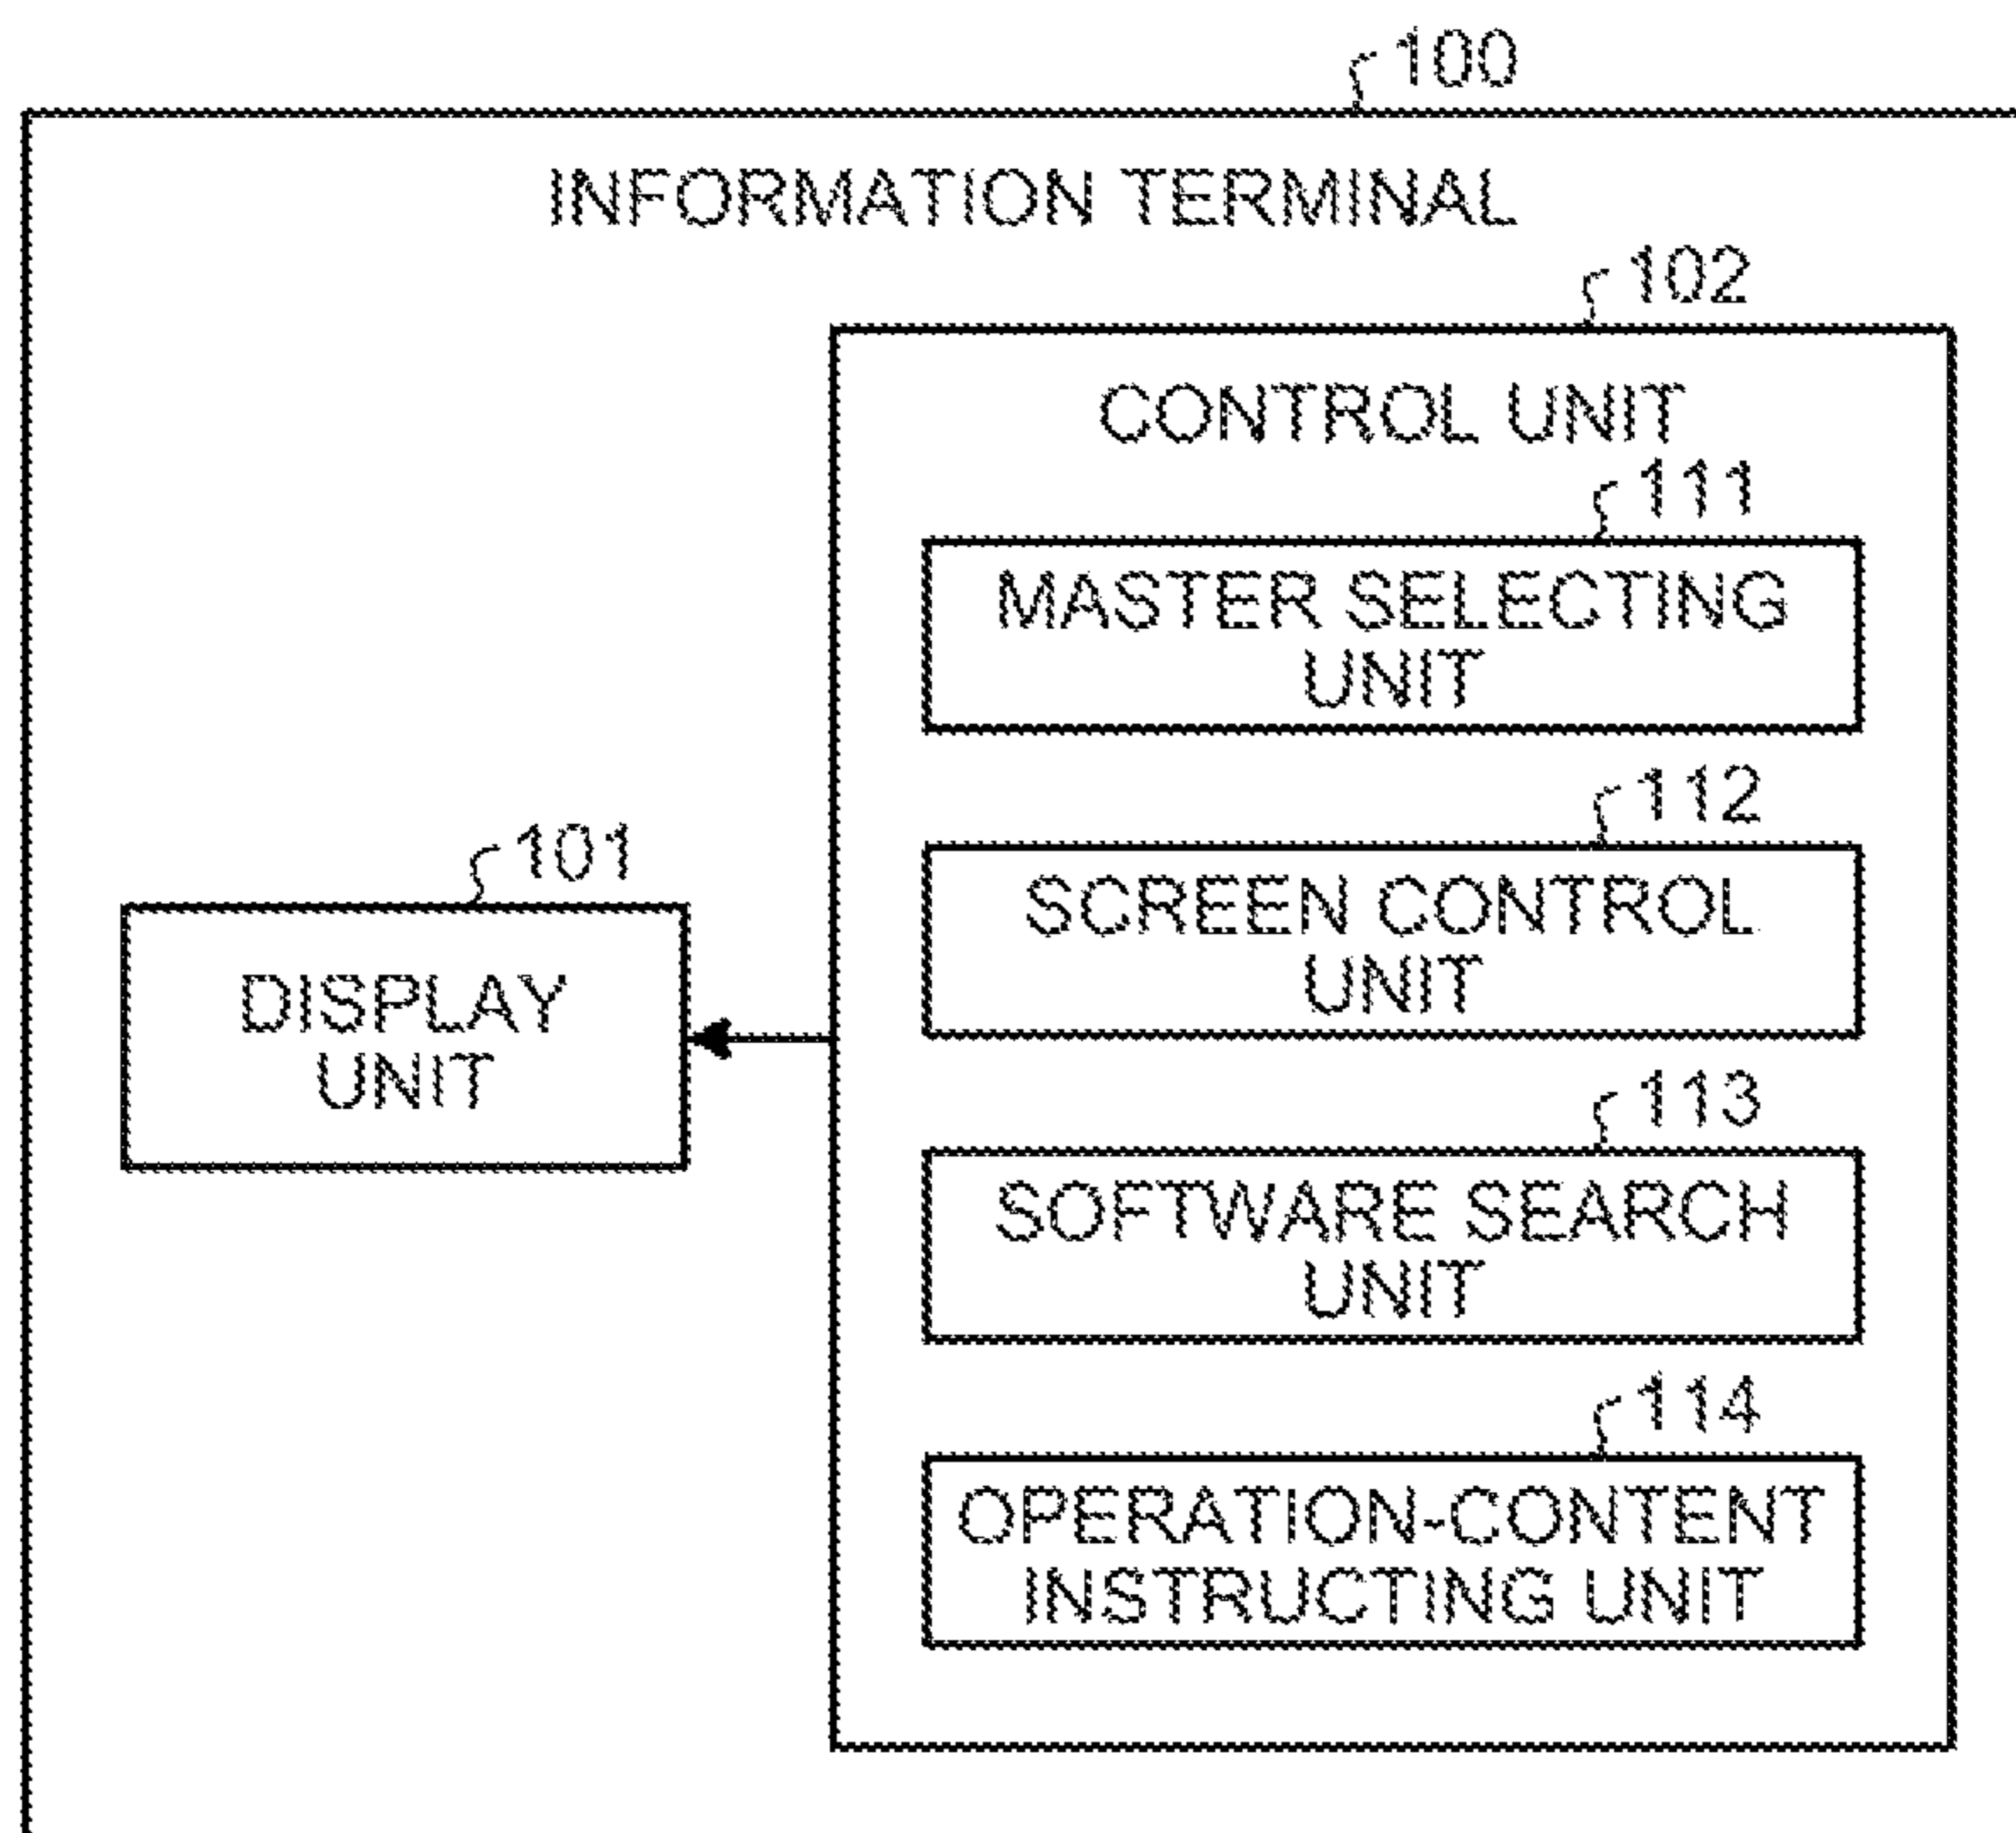 100
INFORMATION TERMINAL
102
CONTROL UNIT
111
MASTER SELECTING
UNIT
112
SCREEN CONTROL
UNIT
101
DISPLAY
UNIT
113
SOFTWARE SEARCH
UNIT
114
OPERATION-CONTENT
INSTRUCTING UNIT